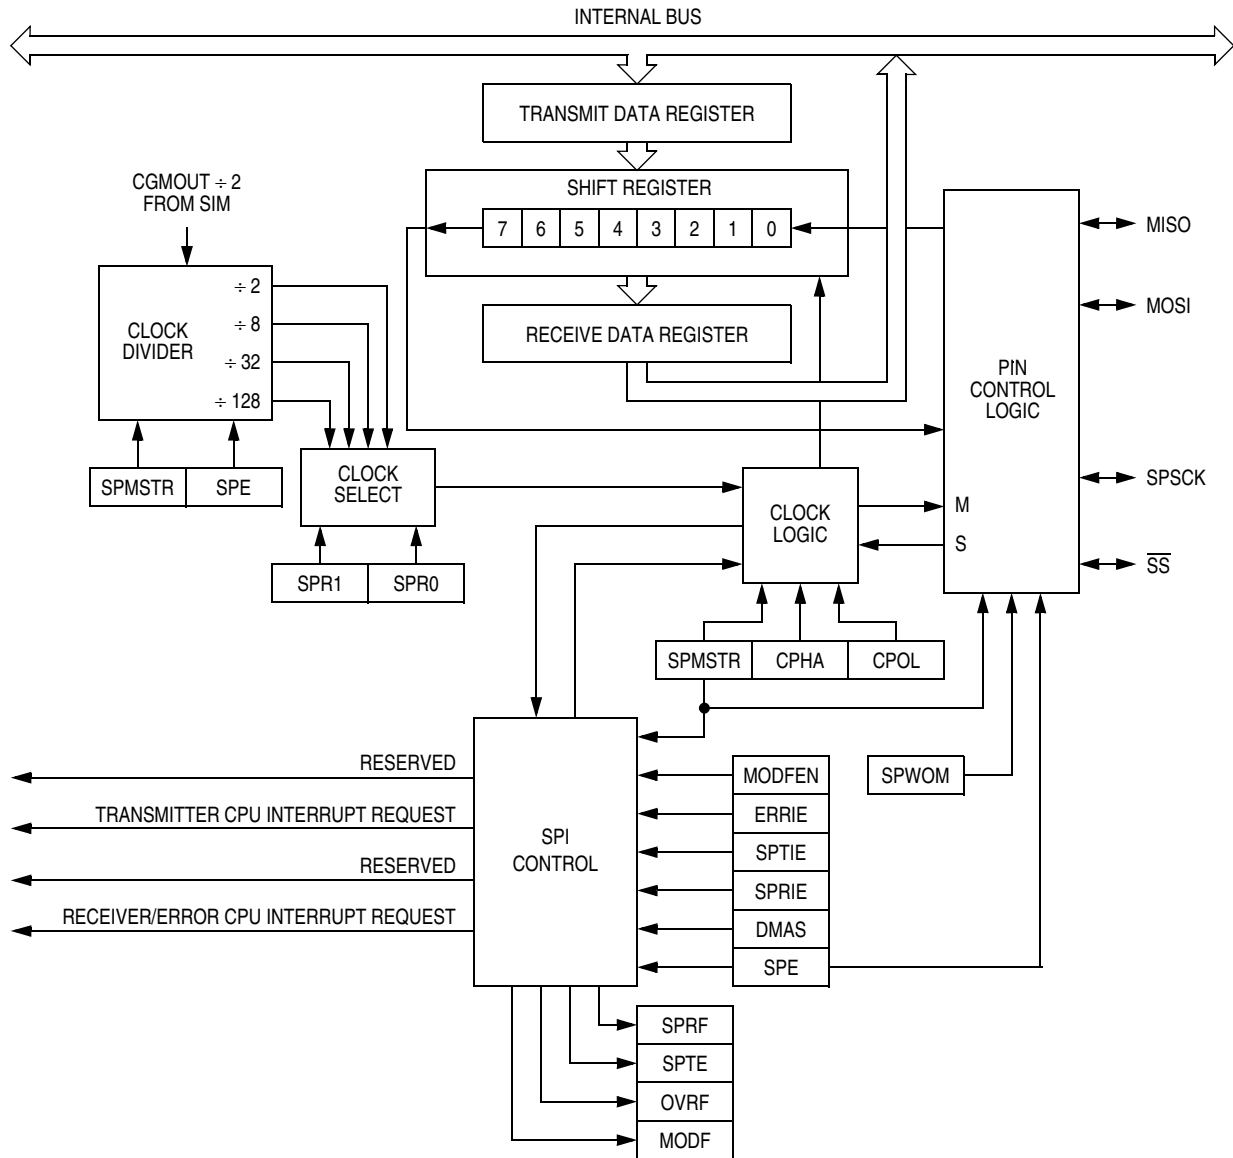 INTERNAL BUS
TRANSMIT DATA REGISTER
SHIFT REGISTER
7 6 5 4 3 2 1 0
RECEIVE DATA REGISTER
CGMOUT ÷ 2
FROM SIM
CLOCK
DIVIDER
÷ 2
÷ 8
÷ 32
÷ 128
SPMSTR SPE
CLOCK
SELECT
SPR1 SPR0
CLOCK
LOGIC
SPMSTR CPHA CPOL
PIN
CONTROL
LOGIC
M
S
MISO
MOSI
SPSCK
S̅S̅
RESERVED
TRANSMITTER CPU INTERRUPT REQUEST
RESERVED
RECEIVER/ERROR CPU INTERRUPT REQUEST
SPI
CONTROL
MODFEN
ERRIE
SPTIE
SPRIE
DMAS
SPE
SPWOM
SPRF
SPTE
OVRF
MODF